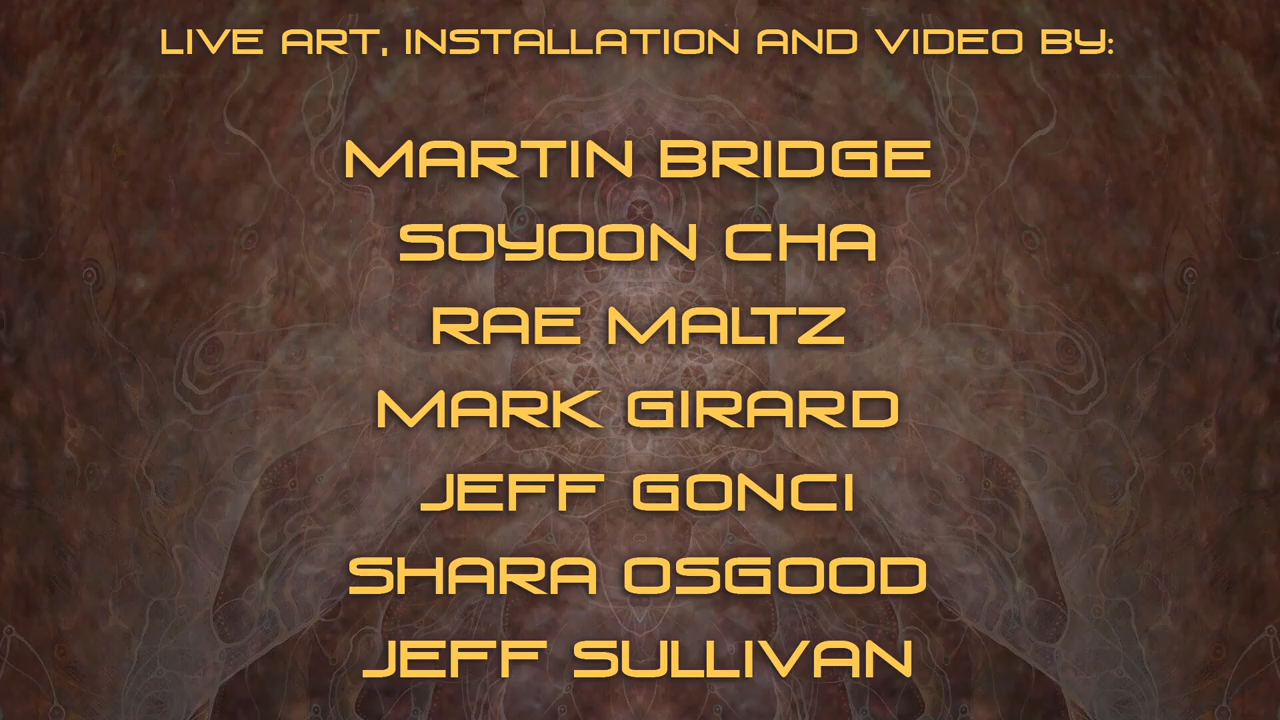 LIVE ART, INSTALLATION AND VIDEO BY:
MARTIN BRIDGE
SOYOON CHA
RAE MALTZ
MARK GIRARD
JEFF GONCI
SHARA OSGOOD
JEFF SULLIVAN